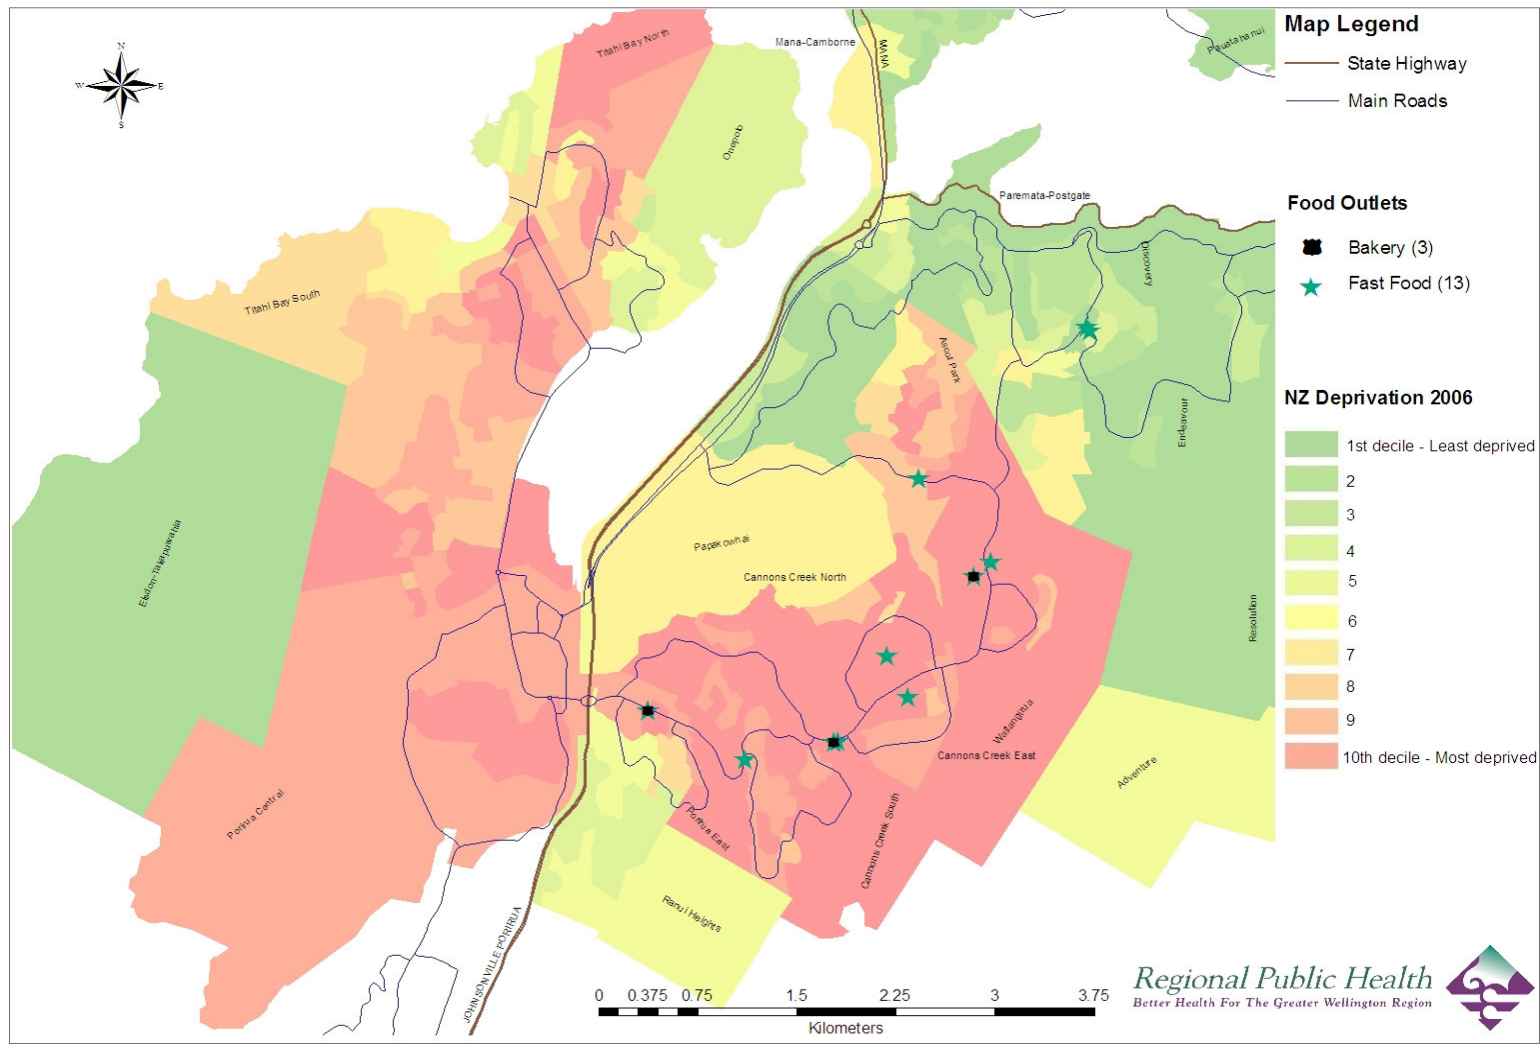 N
W
E
S
Titahi Bay North
Mana-Camborne
MANA
Pauatahanui
Onepoto
Paremata-Postgate
Discovery
Titahi Bay South
Ascot Park
Endeavour
Elsdon-Takapuwahia
Papakowhai
Cannons Creek North
Resolution
Waitangirua
Cannons Creek East
Adventure
Porirua Central
Porirua East
Cannons Creek South
Ranui Heights
JOHNSONVILLE PORIRUA
0 0.375 0.75 1.5 2.25 3 3.75
Kilometers
Map Legend
State Highway
Main Roads
Food Outlets
Bakery (3)
Fast Food (13)
NZ Deprivation 2006
1st decile - Least deprived
2
3
4
5
6
7
8
9
10th decile - Most deprived
Regional Public Health
Better Health For The Greater Wellington Region